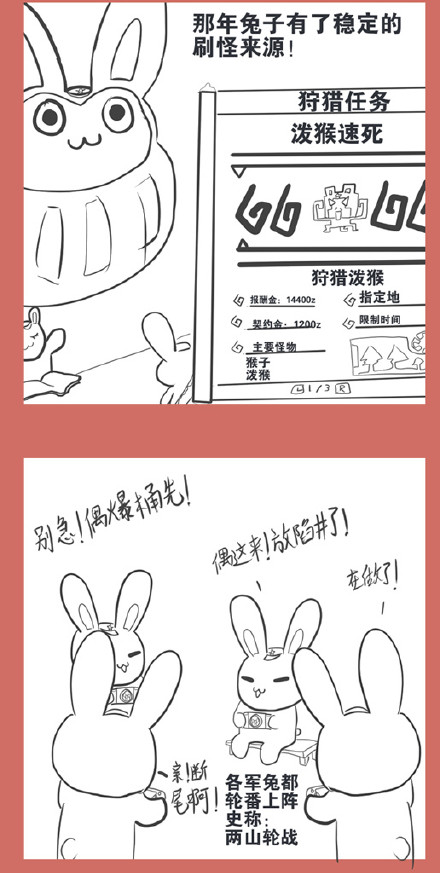 那年兔子有了稳定的
刷怪来源！
狩猎任务
泼猴速死
狩猎泼猴
报酬金：14400z
指定地
契约金：1200z
限制时间
主要怪物
猴子
泼猴
L 1/3 R
别急！偶爆桶先！
偶这来！放陷井了！
在做了！
亲！断
尾啊！
各军兔都
轮番上阵
史称：
两山轮战